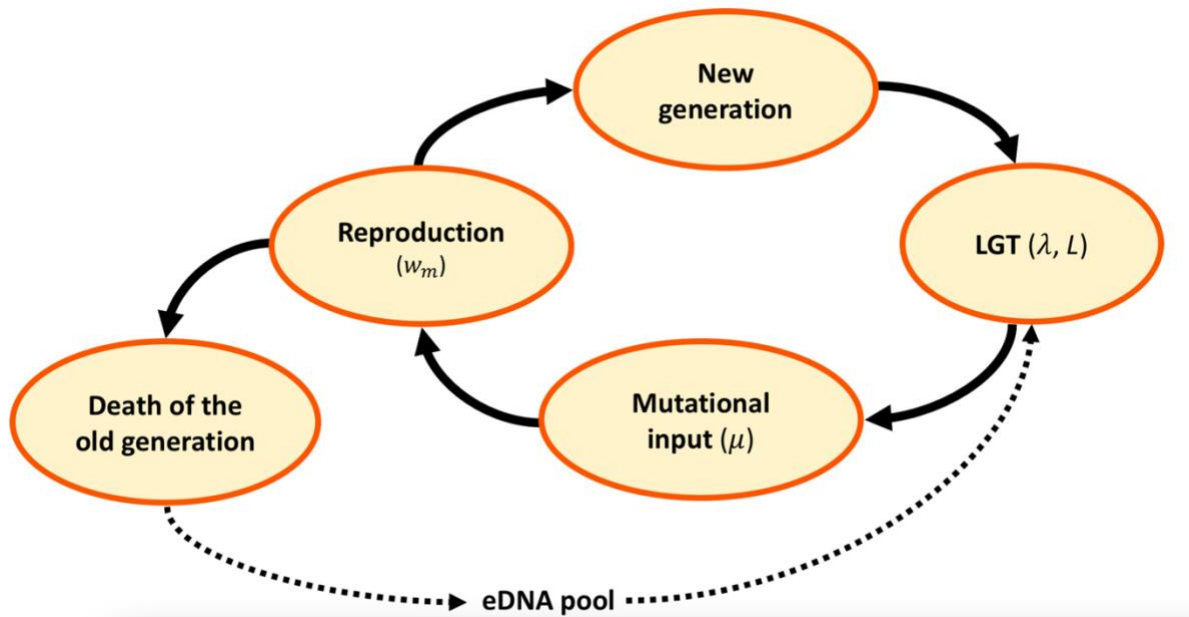 New
generation
Reproduction
(wₘ)
LGT (λ, L)
Death of the
old generation
Mutational
input (μ)
eDNA pool